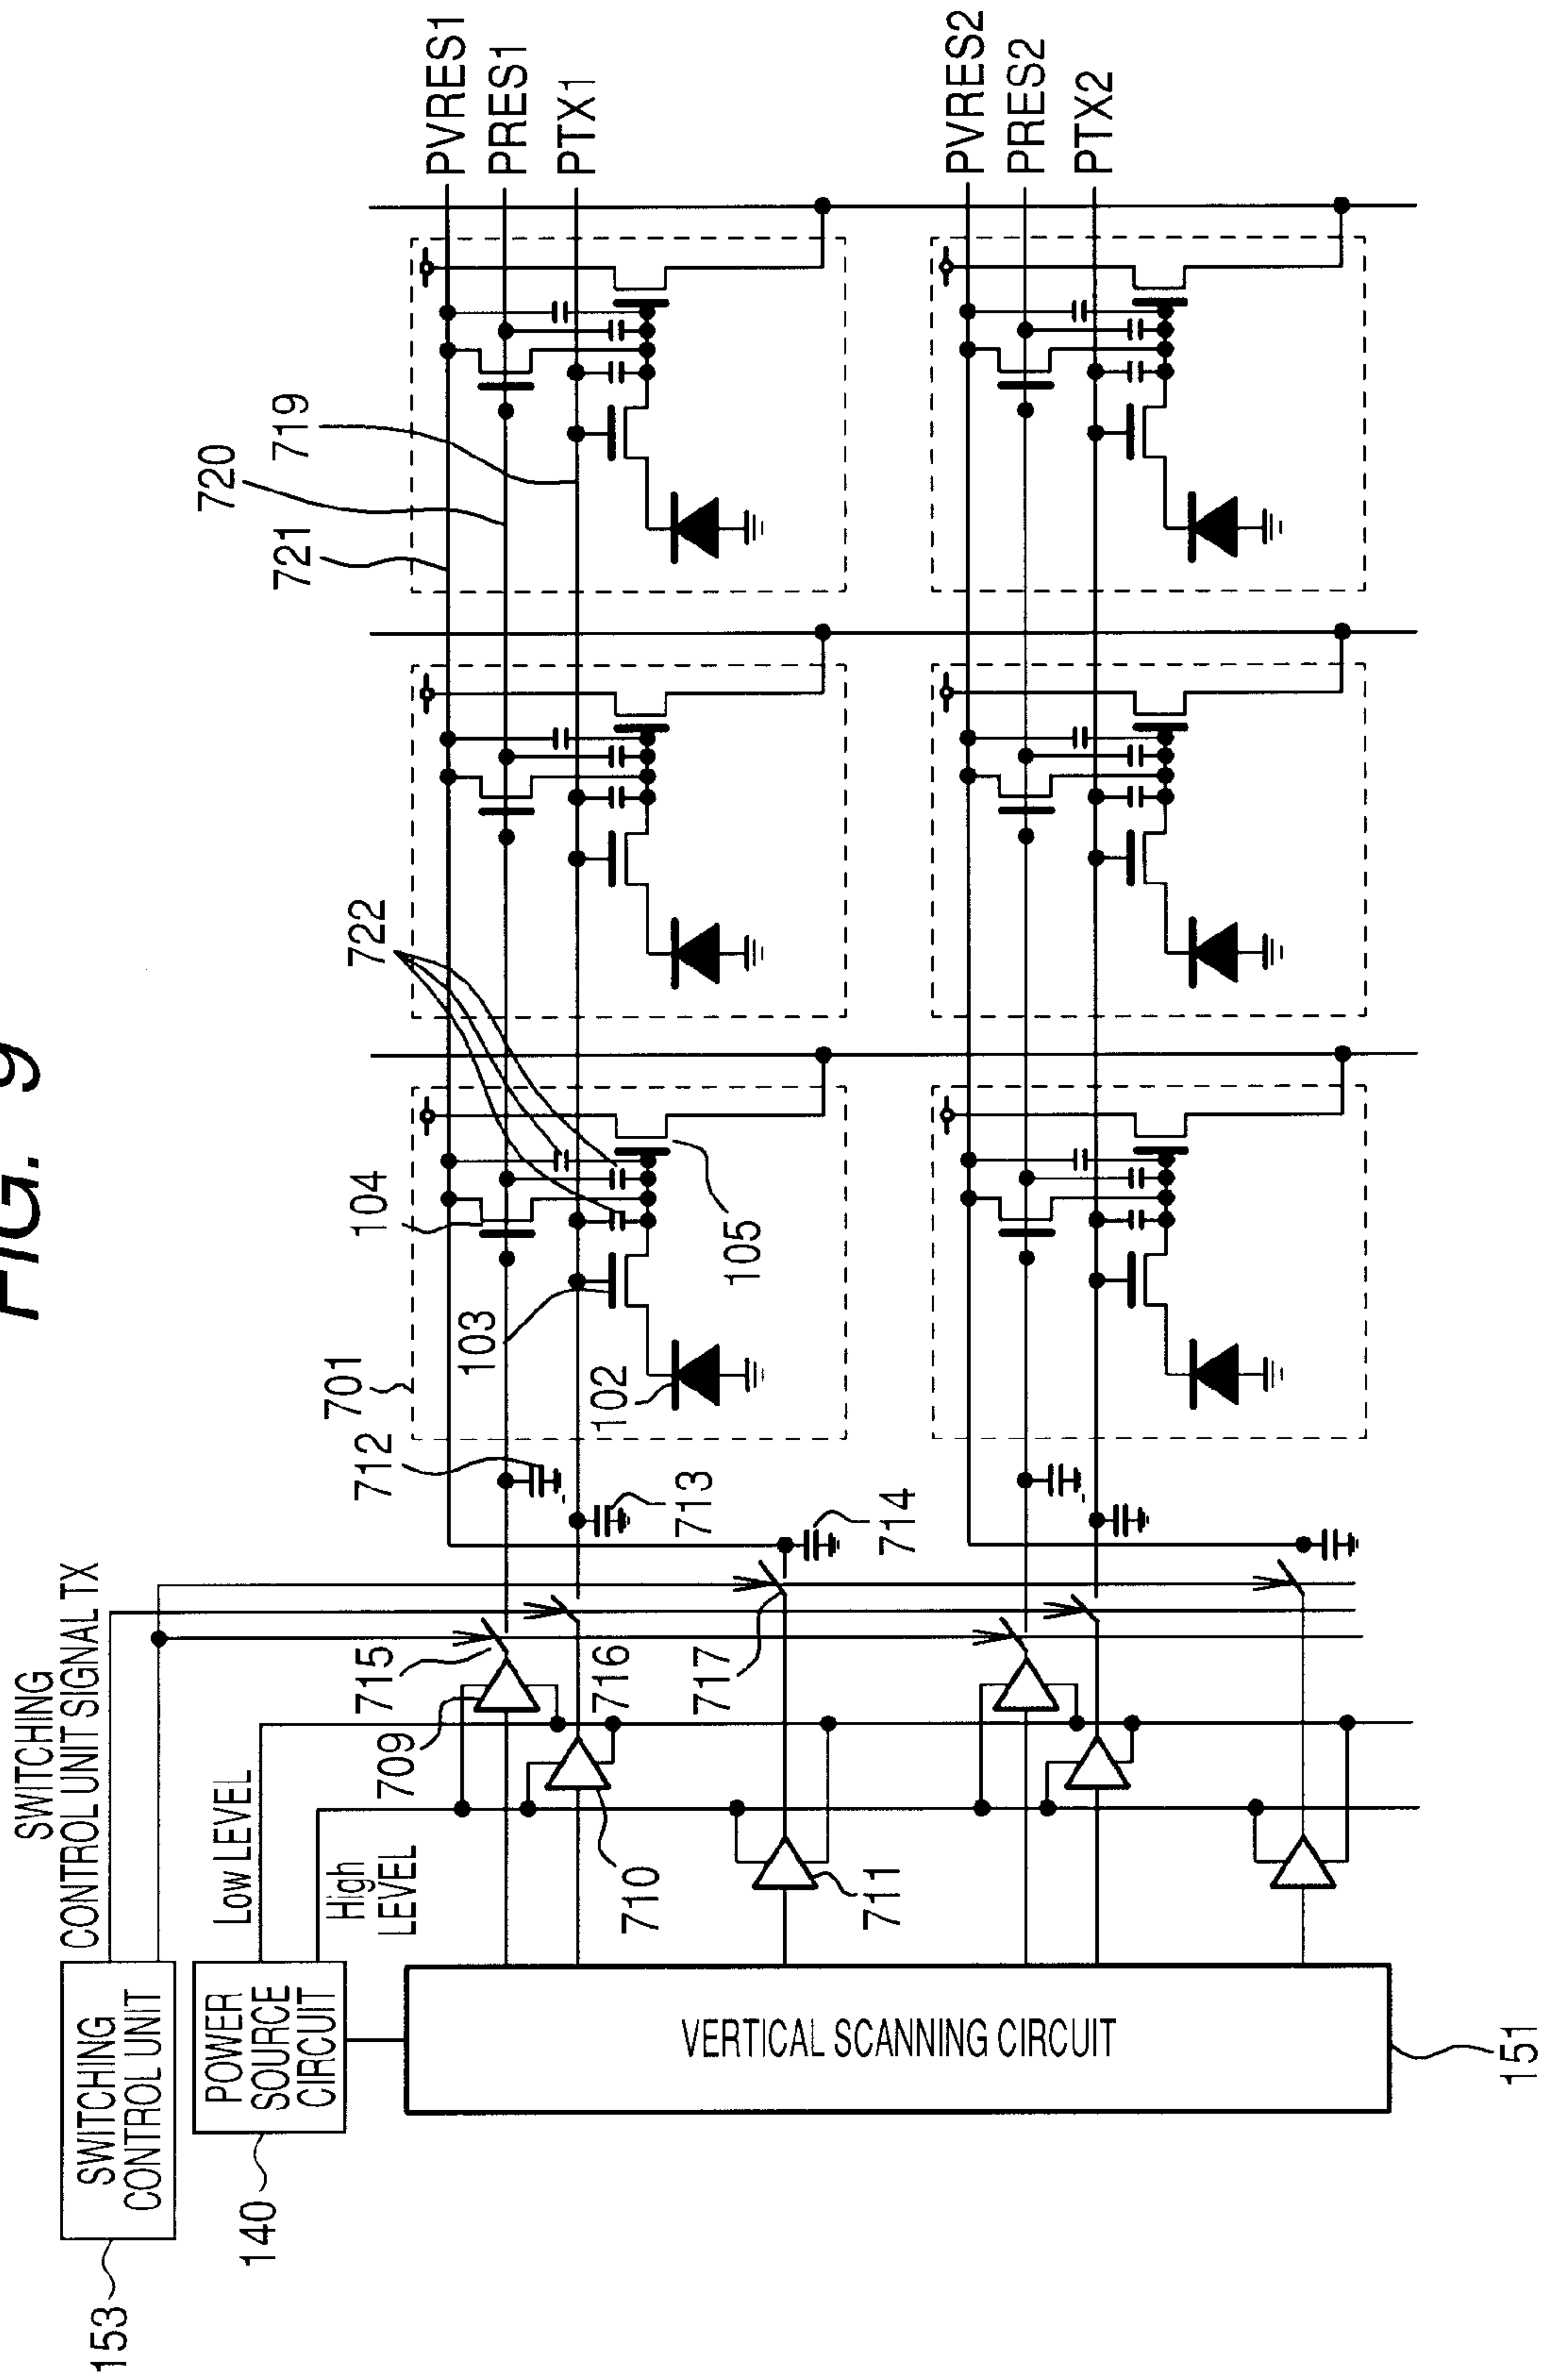 FIG. 9
SWITCHING
CONTROL UNIT SIGNAL TX
153
SWITCHING
CONTROL UNIT
140
POWER
SOURCE
CIRCUIT
Low LEVEL
High
LEVEL
VERTICAL SCANNING CIRCUIT
151
709
710
711
715
716
717
712
713
714
701
102
103
104
105
722
721
720
719
PVRES1
PRES1
PTX1
PVRES2
PRES2
PTX2